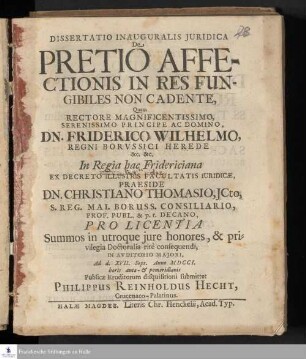 DISSERTATIO INAUGURALIS JURIDICA
DE
PRETIO AFFE-
CTIONIS IN RES FUN-
GIBILES NON CADENTE,
Quam
RECTORE MAGNIFICENTISSIMO,
SERENISSIMO PRINCIPE AC DOMINO,
DN. FRIDERICO WILHELMO,
REGNI BORUSSICI HEREDE
&c. &c.
In Regia hac Fridericiana
EX DECRETO ILLUSTRIS FACULTATIS JURIDICÆ,
PRAESIDE
DN. CHRISTIANO THOMASIO, JCto,
S. REG. MAJ. BORUSS. CONSILIARIO,
PROF. PUBL. & p. t. DECANO,
PRO LICENTIA
Summos in utroque jure honores, & pri-
vilegia Doctoralia rite consequendi,
IN AUDITORIO MAJORI,
Ad d. XVII. Sept. Anno MDCCI.
horis ante- & pomeridianis
Publicæ Eruditorum disquisitioni submittet
PHILIPPUS REINHOLDUS HECHT,
Crucenaco-Palatinus.
HALÆ MAGDEB. Literis Chr. Henckelii, Acad. Typ.